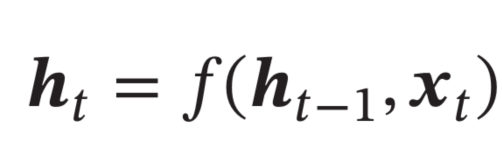 h_t = f(h_{t−1}, x_t)